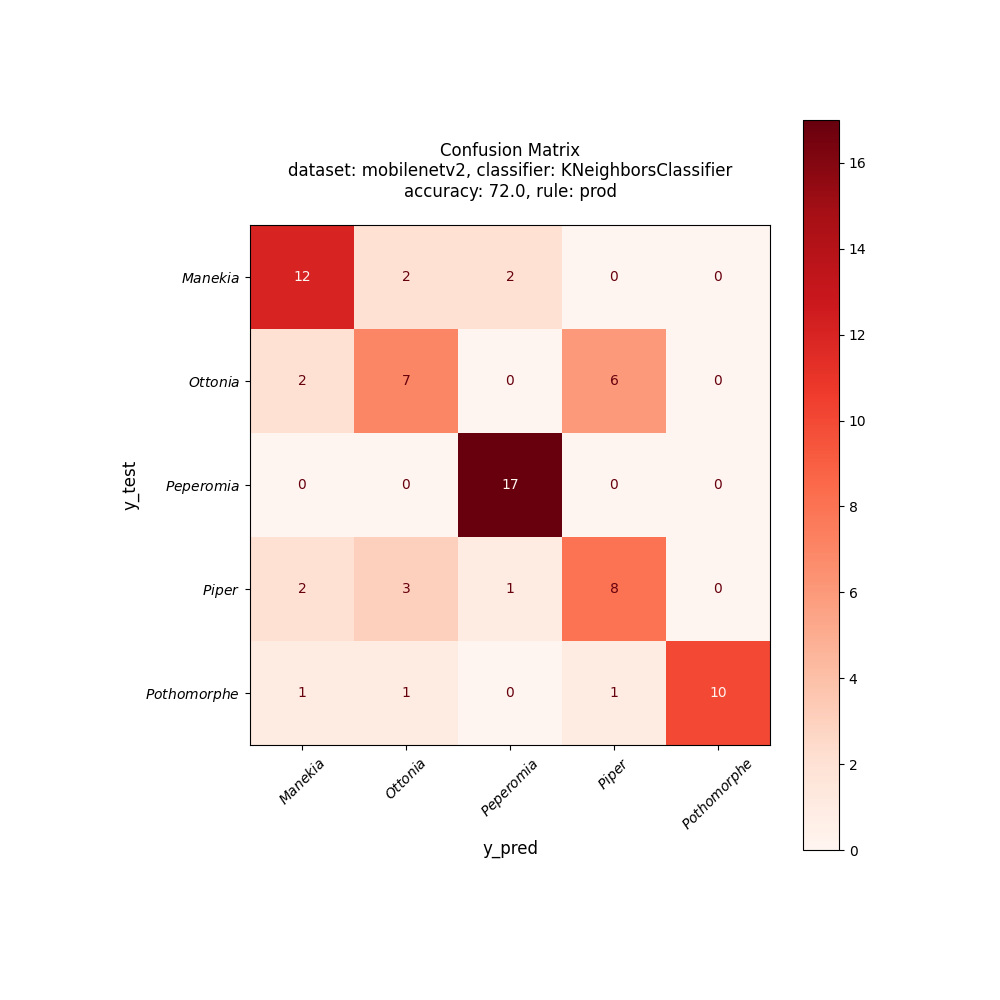 Confusion Matrix
dataset: mobilenetv2, classifier: KNeighborsClassifier
accuracy: 72.0, rule: prod
Manekia 12 2 2 0 0
Ottonia 2 7 0 6 0
Peperomia 0 0 17 0 0
Piper 2 3 1 8 0
Pothomorphe 1 1 0 1 10
Manekia Ottonia Peperomia Piper Pothomorphe
y_pred
y_test
16
14
12
10
8
6
4
2
0